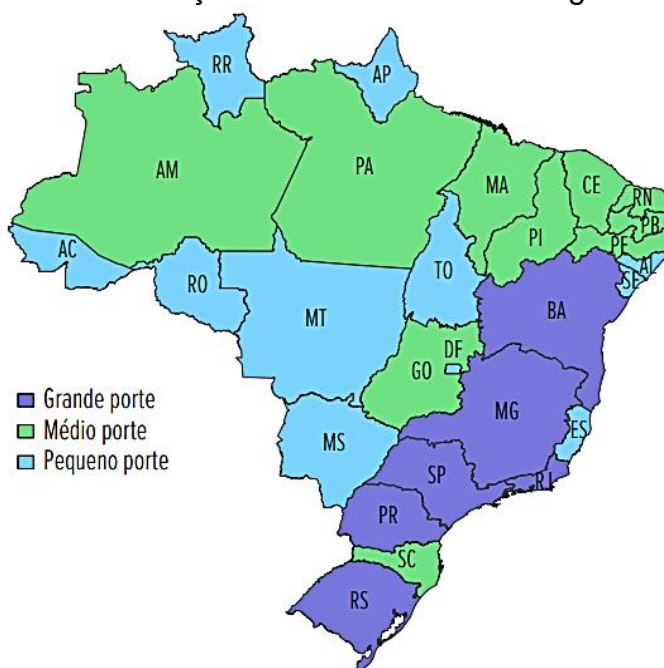 RR
AP
AM
PA
MA
CE
RN
PB
PI
PE
AL
SE
AC
RO
TO
MT
BA
DF
GO
MG
ES
MS
SP
RJ
PR
SC
RS
Grande porte
Médio porte
Pequeno porte